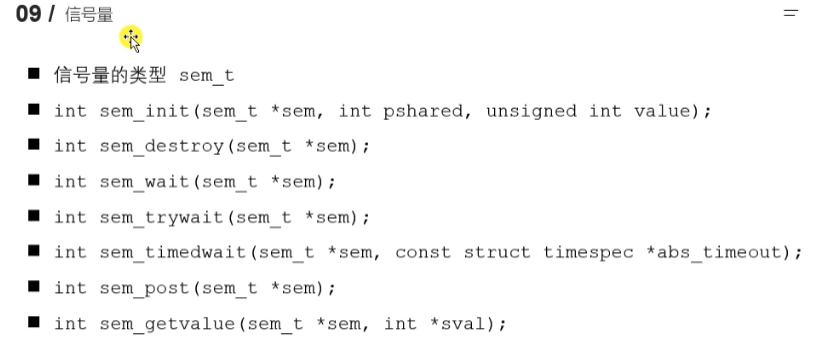 09 / 信号量
■ 信号量的类型 sem_t
■ int sem_init(sem_t *sem, int pshared, unsigned int value);
■ int sem_destroy(sem_t *sem);
■ int sem_wait(sem_t *sem);
■ int sem_trywait(sem_t *sem);
■ int sem_timedwait(sem_t *sem, const struct timespec *abs_timeout);
■ int sem_post(sem_t *sem);
■ int sem_getvalue(sem_t *sem, int *sval);